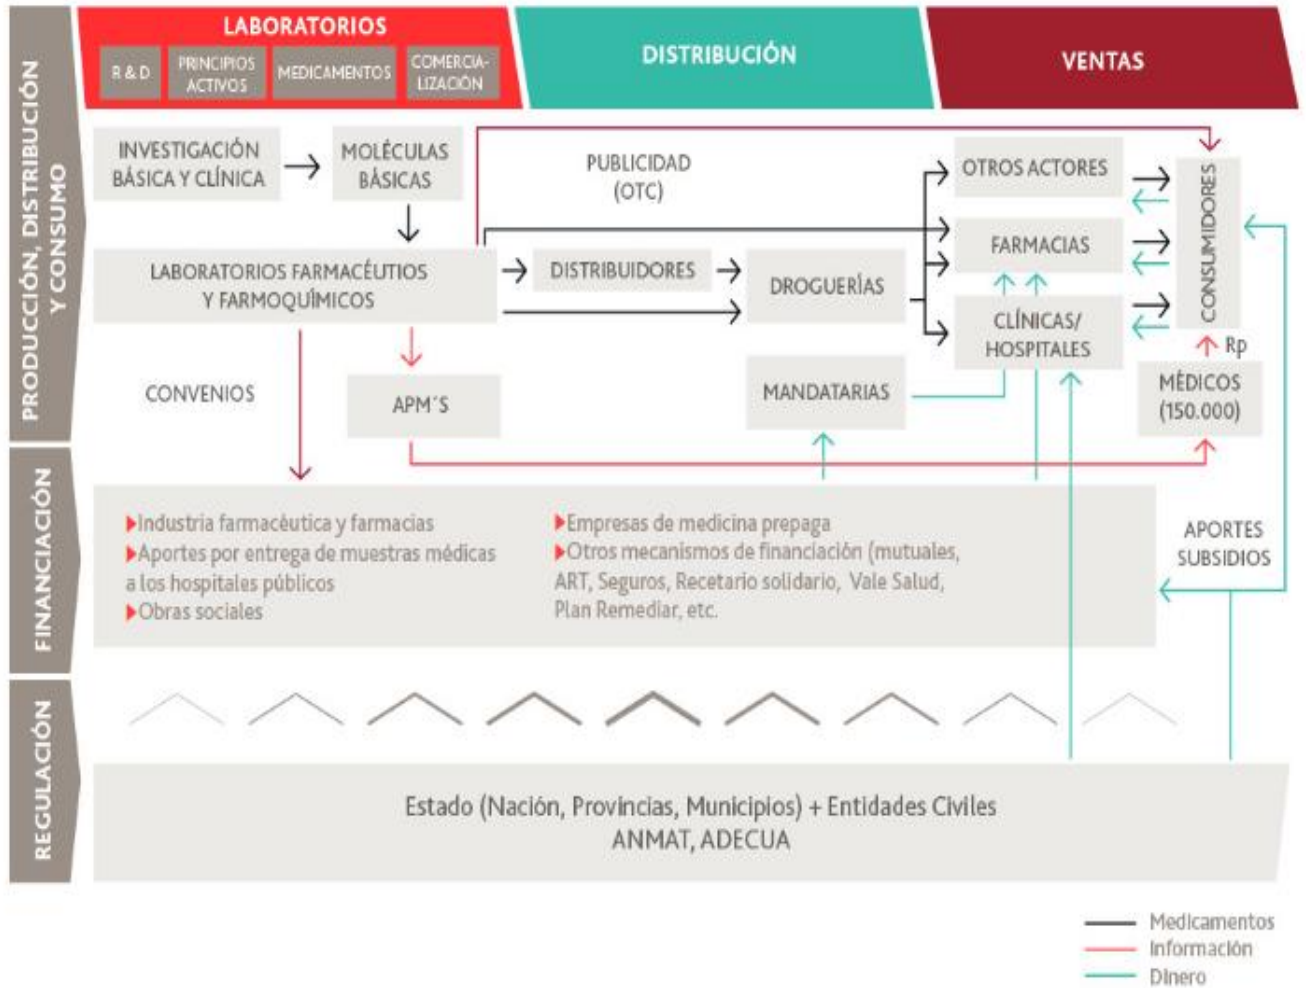 LABORATORIOS
R & D
PRINCIPIOS
ACTIVOS
MEDICAMENTOS
COMERCIA-
LIZACIÓN
DISTRIBUCIÓN
VENTAS
PRODUCCIÓN, DISTRIBUCIÓN
Y CONSUMO
INVESTIGACIÓN
BÁSICA Y CLÍNICA
MOLÉCULAS
BÁSICAS
PUBLICIDAD
(OTC)
OTROS ACTORES
FARMACIAS
CLÍNICAS/
HOSPITALES
CONSUMIDORES
LABORATORIOS FARMACÉUTIOS
Y FARMOQUÍMICOS
DISTRIBUIDORES
DROGUERÍAS
Rp
MÉDICOS
(150.000)
CONVENIOS
APM´S
MANDATARIAS
FINANCIACIÓN
Industria farmacéutica y farmacias
Aportes por entrega de muestras médicas
a los hospitales públicos
Obras sociales
Empresas de medicina prepaga
Otros mecanismos de financiación (mutuales,
ART, Seguros, Recetario solidario, Vale Salud,
Plan Remediar, etc.
APORTES
SUBSIDIOS
REGULACIÓN
Estado (Nación, Provincias, Municipios) + Entidades Civiles
ANMAT, ADECUA
Medicamentos
Información
Dinero